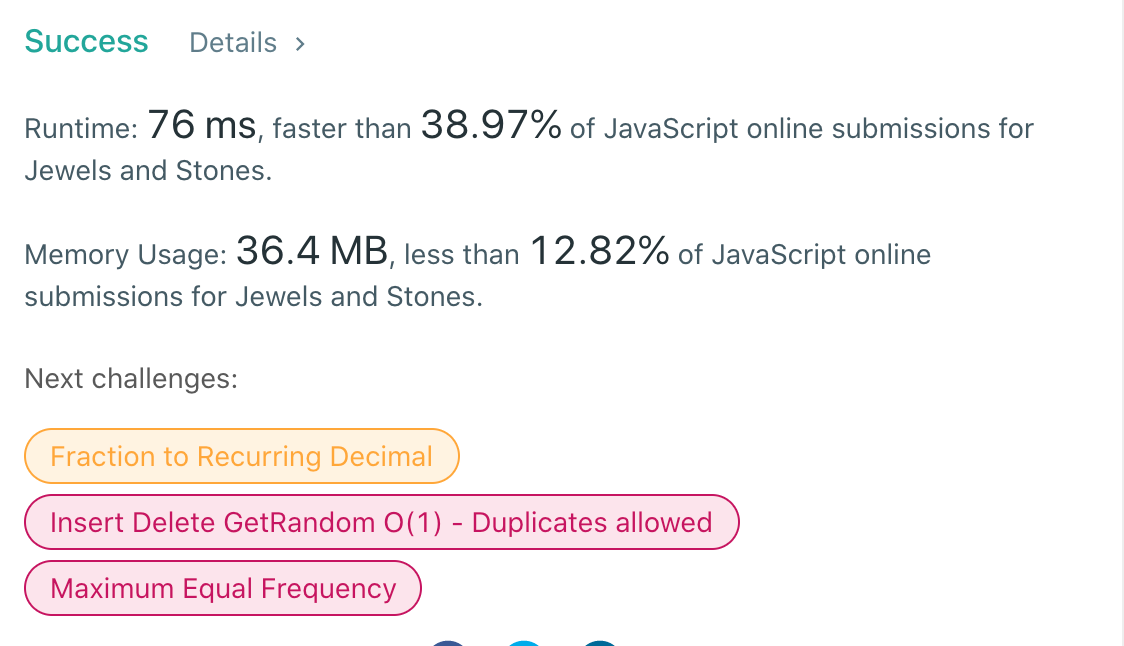 Success Details >
Runtime: 76 ms, faster than 38.97% of JavaScript online submissions for
Jewels and Stones.
Memory Usage: 36.4 MB, less than 12.82% of JavaScript online
submissions for Jewels and Stones.
Next challenges:
Fraction to Recurring Decimal
Insert Delete GetRandom O(1) - Duplicates allowed
Maximum Equal Frequency